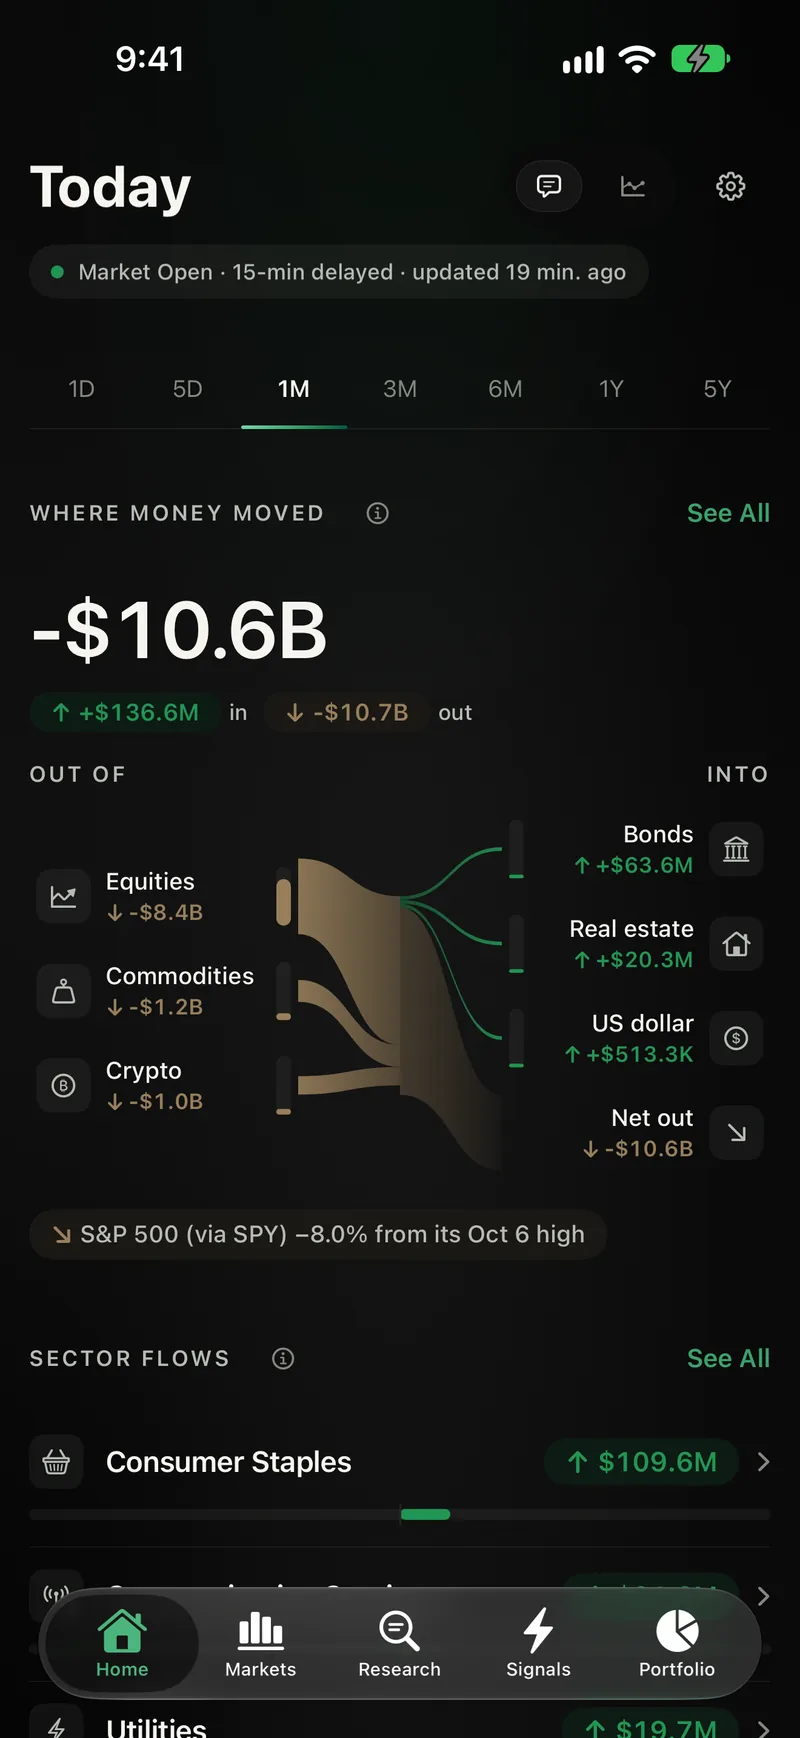 9:41
Today
Market Open · 15-min delayed · updated 19 min. ago
1D 5D 1M 3M 6M 1Y 5Y
WHERE MONEY MOVED See All
-$10.6B
↑ +$136.6M in ↓ -$10.7B out
OUT OF INTO
Bonds
↑ +$63.6M
Equities
↓ -$8.4B
Real estate
↑ +$20.3M
Commodities
↓ -$1.2B
US dollar
↑ +$513.3K
Crypto
↓ -$1.0B
Net out
↓ -$10.6B
↘ S&P 500 (via SPY) −8.0% from its Oct 6 high
SECTOR FLOWS See All
Consumer Staples ↑ $109.6M
Home Markets Research Signals Portfolio
Utilities ↑ $19.7M